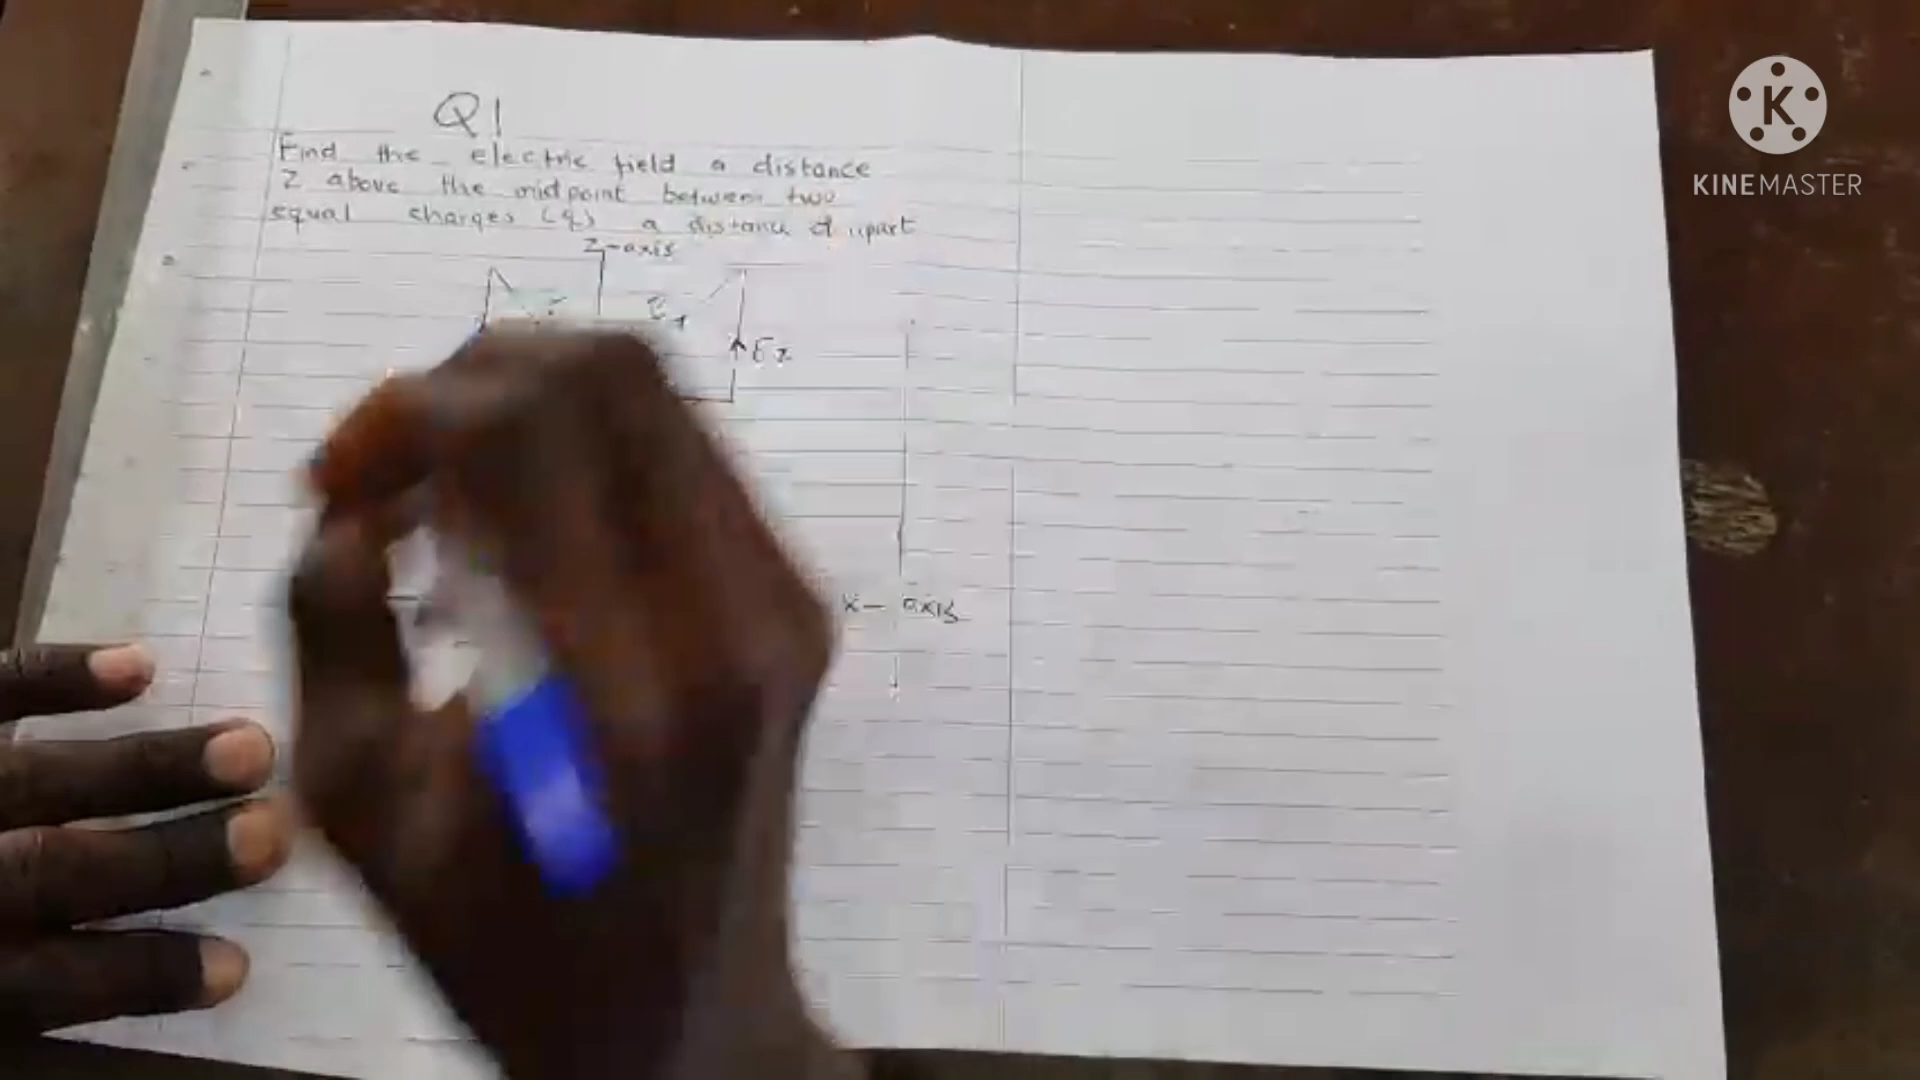 Q1
Find the electric field a distance
Z above the midpoint between two
equal charges (q) a distance d apart
Z-axis
E1
Ez
x- axis
K
KINEMASTER